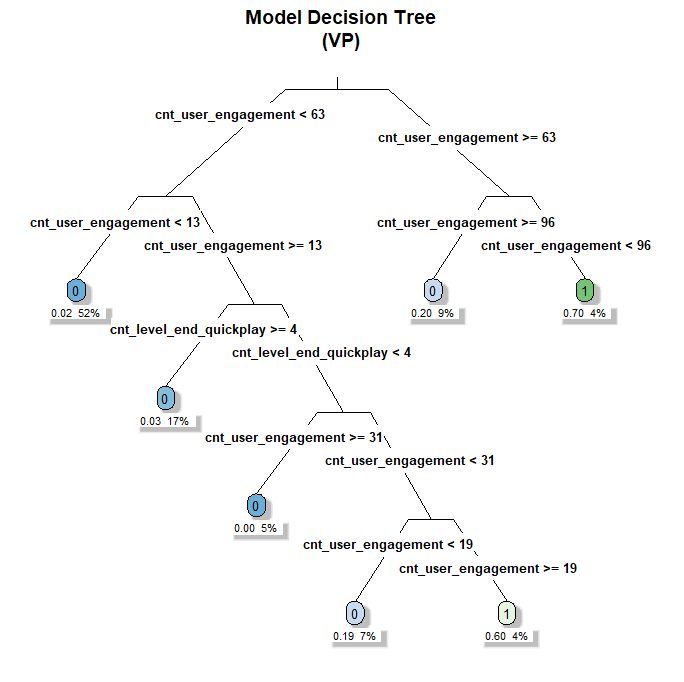 Model Decision Tree
(VP)
cnt_user_engagement < 63
cnt_user_engagement >= 63
cnt_user_engagement < 13
cnt_user_engagement >= 96
cnt_user_engagement >= 13
cnt_user_engagement < 96
0
0.02 52%
0
0.20 9%
1
0.70 4%
cnt_level_end_quickplay >= 4
cnt_level_end_quickplay < 4
0
0.03 17%
cnt_user_engagement >= 31
cnt_user_engagement < 31
0
0.00 5%
cnt_user_engagement < 19
cnt_user_engagement >= 19
0
0.19 7%
1
0.60 4%